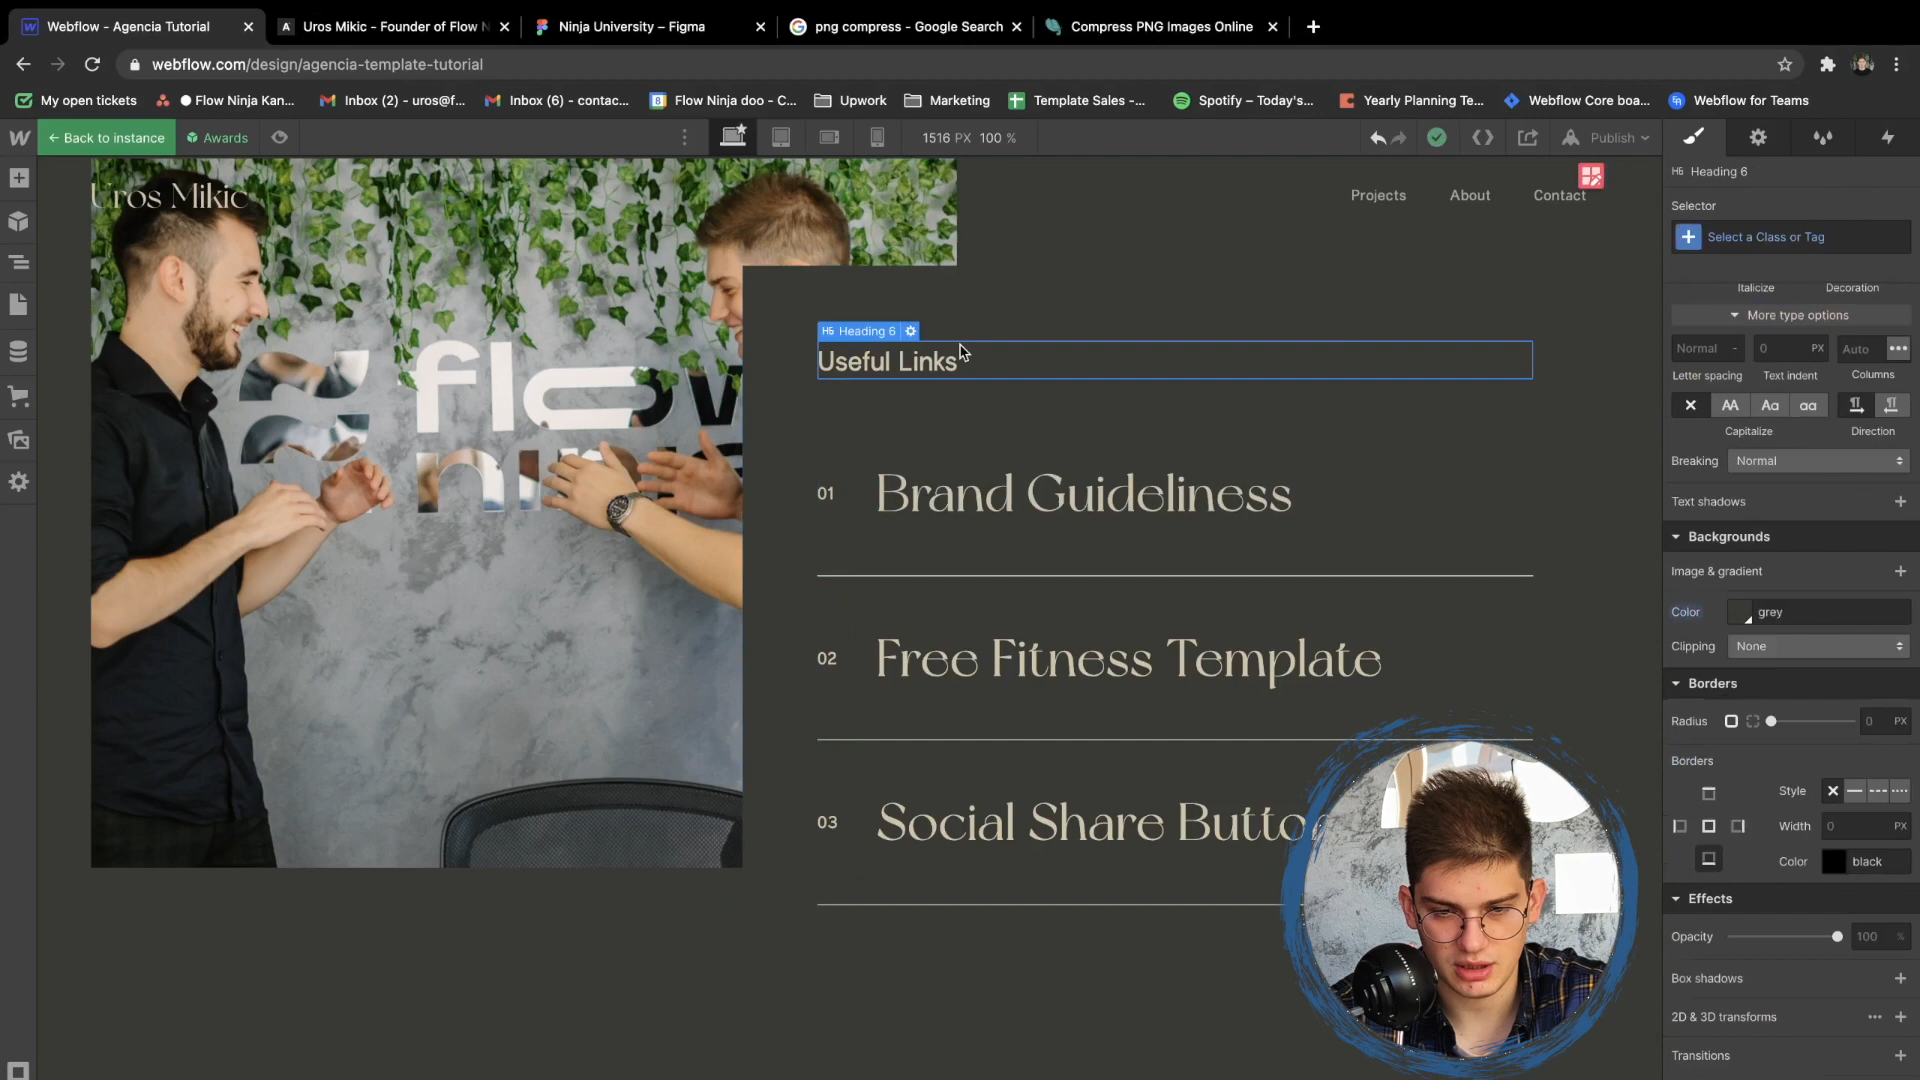 Webflow - Agencia Tutorial
Uros Mikic - Founder of Flow N
Ninja University – Figma
png compress - Google Search
Compress PNG Images Online
webflow.com/design/agencia-template-tutorial
My open tickets
Flow Ninja Kan...
Inbox (2) - uros@f...
Inbox (6) - contac...
Flow Ninja doo - C...
Upwork
Marketing
Template Sales -...
Spotify – Today's...
Yearly Planning Te...
Webflow Core boa...
Webflow for Teams
← Back to instance
Awards
1516 PX 100 %
Publish
Uros Mikic
Projects
About
Contact
H6 Heading 6
Useful Links
flow
01
Brand Guideliness
02
Free Fitness Template
03
Social Share Butto
H6 Heading 6
Selector
Select a Class or Tag
Italicize
Decoration
More type options
Normal -
0 PX
Auto
Letter spacing
Text indent
Columns
AA Aa aa
Capitalize
Direction
Breaking
Normal
Text shadows
Backgrounds
Image & gradient
Color
grey
Clipping
None
Borders
Radius
0 PX
Borders
Style
Width
0 PX
Color
black
Effects
Opacity
100 %
Box shadows
2D & 3D transforms
Transitions